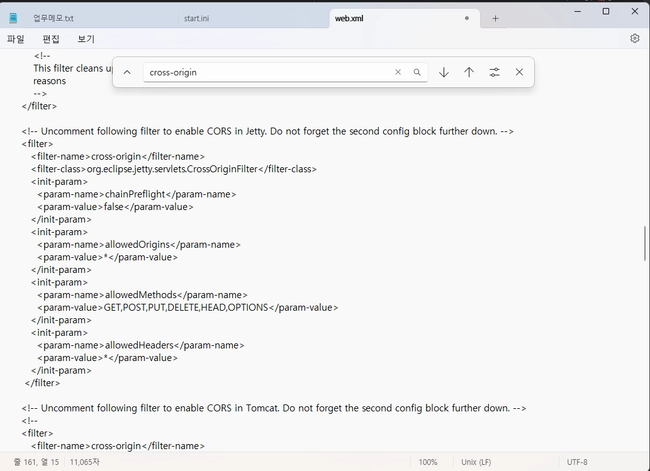 업무메모.txt
start.ini
web.xml
파일 편집 보기
cross-origin
<!--
This filter cleans
reasons
-->
</filter>
<!-- Uncomment following filter to enable CORS in Jetty. Do not forget the second config block further down. -->
<filter>
<filter-name>cross-origin</filter-name>
<filter-class>org.eclipse.jetty.servlets.CrossOriginFilter</filter-class>
<init-param>
<param-name>chainPreflight</param-name>
<param-value>false</param-value>
</init-param>
<init-param>
<param-name>allowedOrigins</param-name>
<param-value>*</param-value>
</init-param>
<init-param>
<param-name>allowedMethods</param-name>
<param-value>GET,POST,PUT,DELETE,HEAD,OPTIONS</param-value>
</init-param>
<init-param>
<param-name>allowedHeaders</param-name>
<param-value>*</param-value>
</init-param>
</filter>
<!-- Uncomment following filter to enable CORS in Tomcat. Do not forget the second config block further down. -->
<!--
<filter>
<filter-name>cross-origin</filter-name>
줄 161, 열 15 11,065자 100% Unix (LF) UTF-8